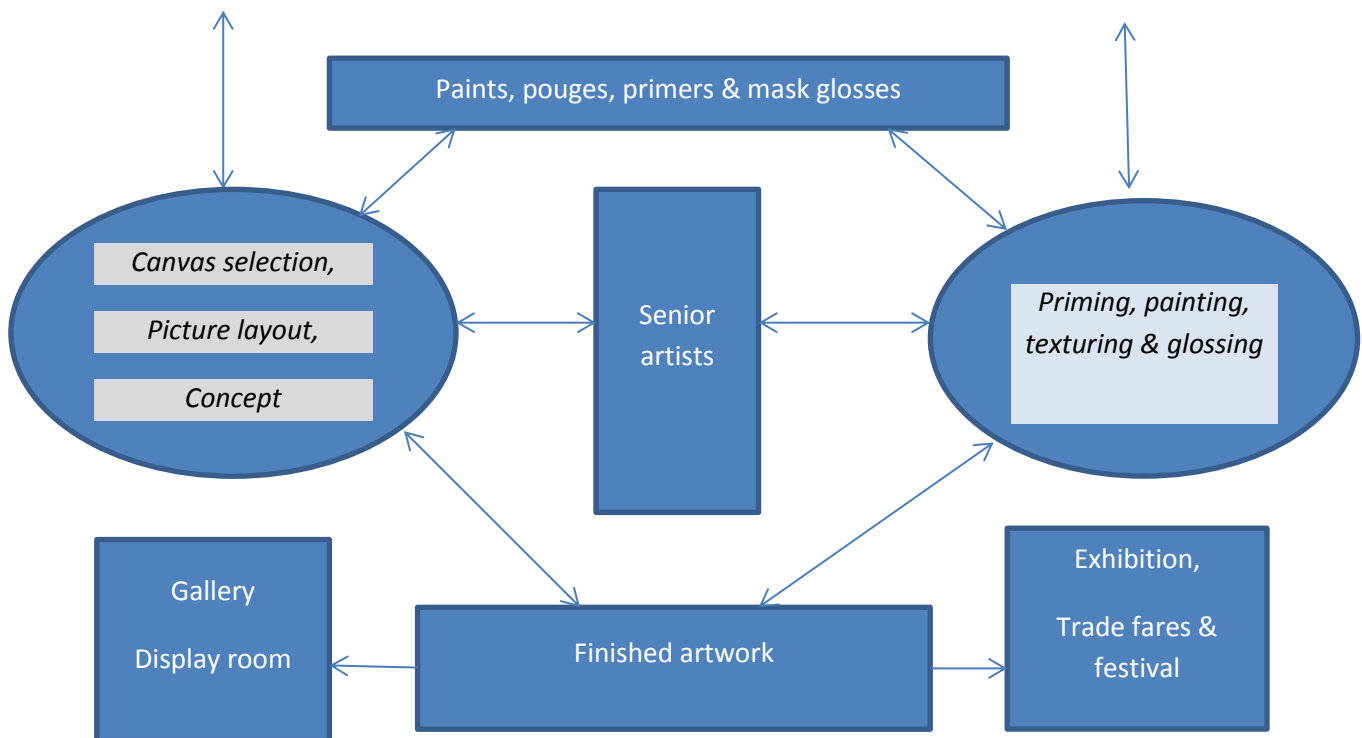 Paints, pouges, primers & mask glosses
Canvas selection,
Picture layout,
Concept
Senior
artists
Priming, painting,
texturing & glossing
Gallery
Display room
Finished artwork
Exhibition,
Trade fares &
festival